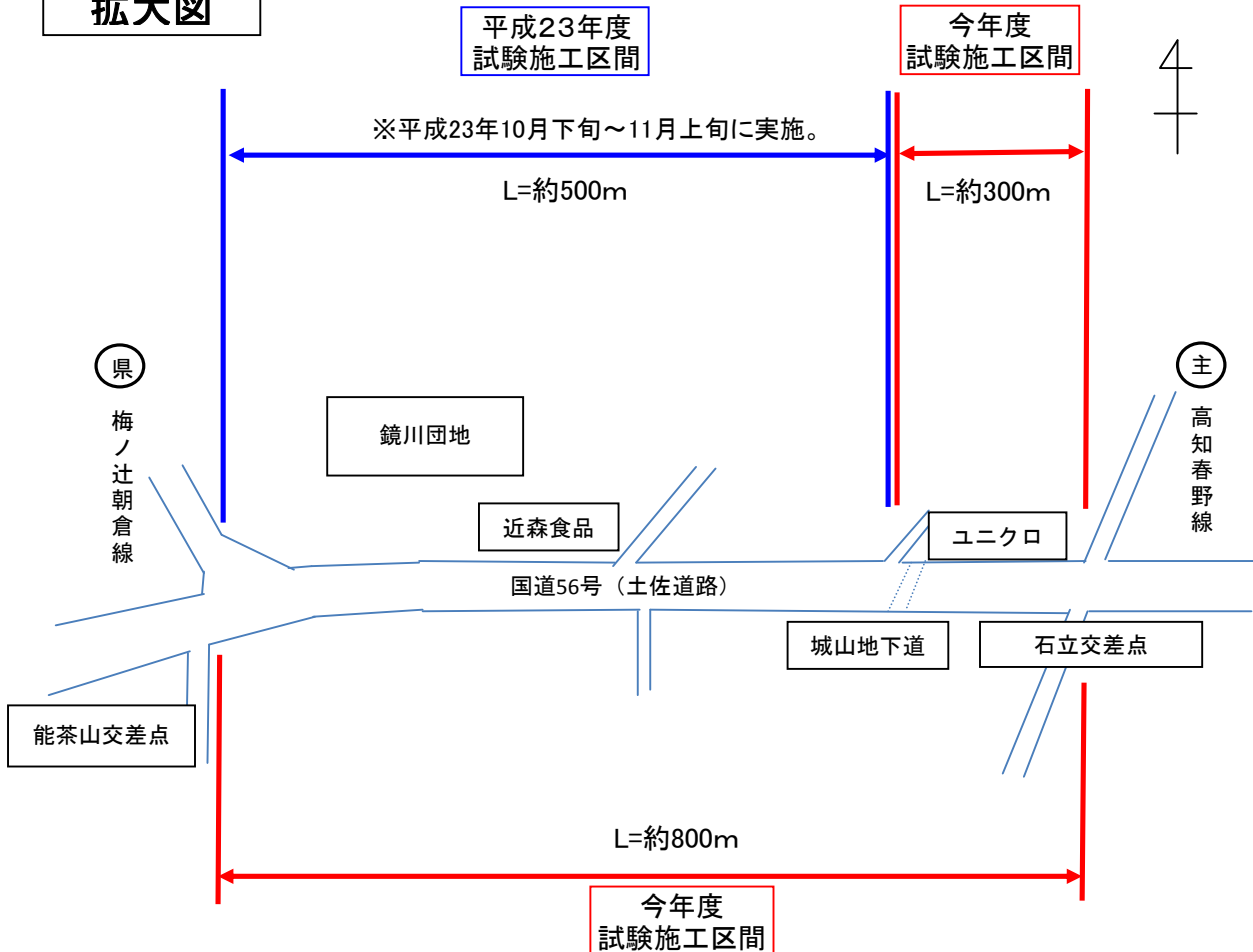 拡大図
平成23年度
試験施工区間
今年度
試験施工区間
※平成23年10月下旬～11月上旬に実施。
L=約500m
L=約300m
県
梅ノ辻朝倉線
主
高知春野線
鏡川団地
近森食品
ユニクロ
国道56号（土佐道路）
城山地下道
石立交差点
能茶山交差点
L=約800m
今年度
試験施工区間